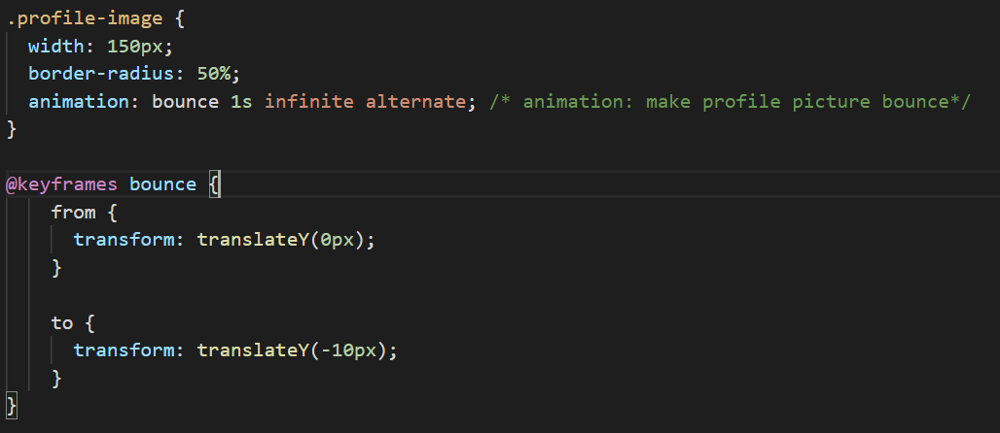 .profile-image {
  width: 150px;
  border-radius: 50%;
  animation: bounce 1s infinite alternate; /* animation: make profile picture bounce*/
}

@keyframes bounce {
    from {
      transform: translateY(0px);
    }

    to {
      transform: translateY(-10px);
    }
}